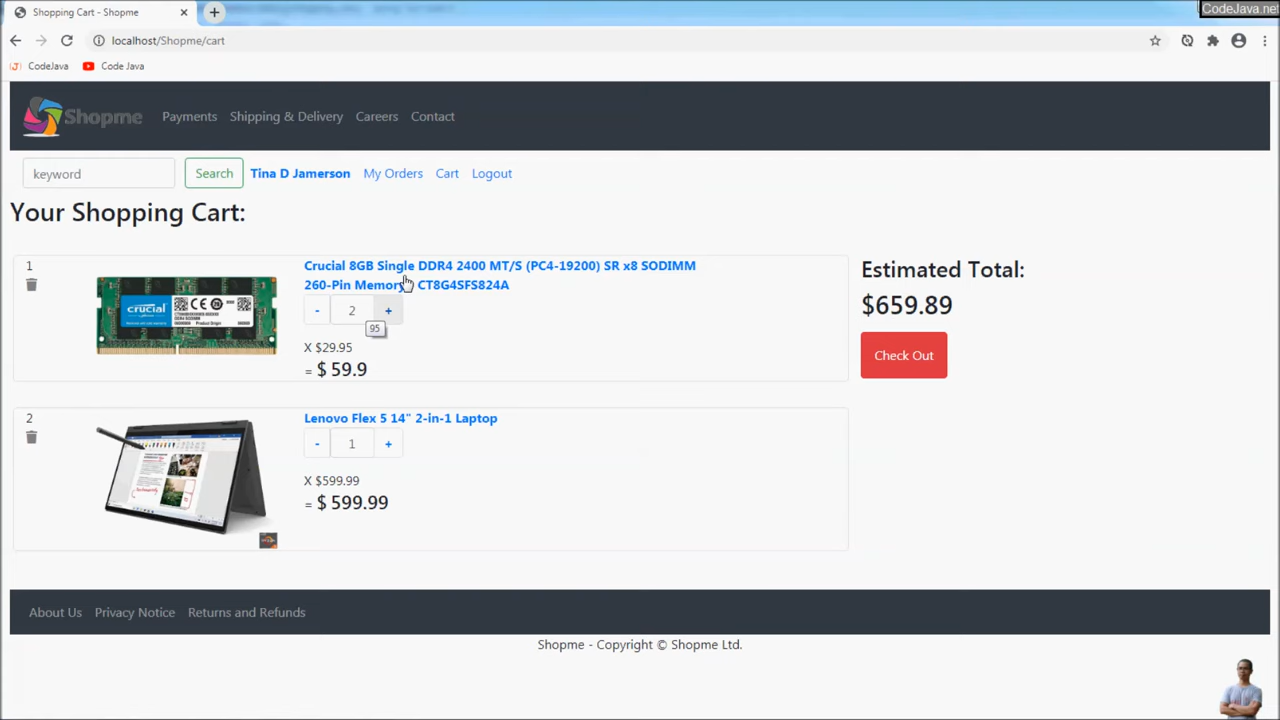 Shopping Cart - Shopme
CodeJava.net
localhost/Shopme/cart
CodeJava
Code Java
Shopme
Payments
Shipping & Delivery
Careers
Contact
keyword
Search
Tina D Jamerson
My Orders
Cart
Logout
Your Shopping Cart:
1
crucial
Crucial 8GB Single DDR4 2400 MT/S (PC4-19200) SR x8 SODIMM
260-Pin Memory CT8G4SFS824A
- 2 +
95
X $29.95
= $ 59.9
Estimated Total:
$659.89
Check Out
2
Lenovo Flex 5 14" 2-in-1 Laptop
- 1 +
X $599.99
= $ 599.99
About Us
Privacy Notice
Returns and Refunds
Shopme - Copyright © Shopme Ltd.